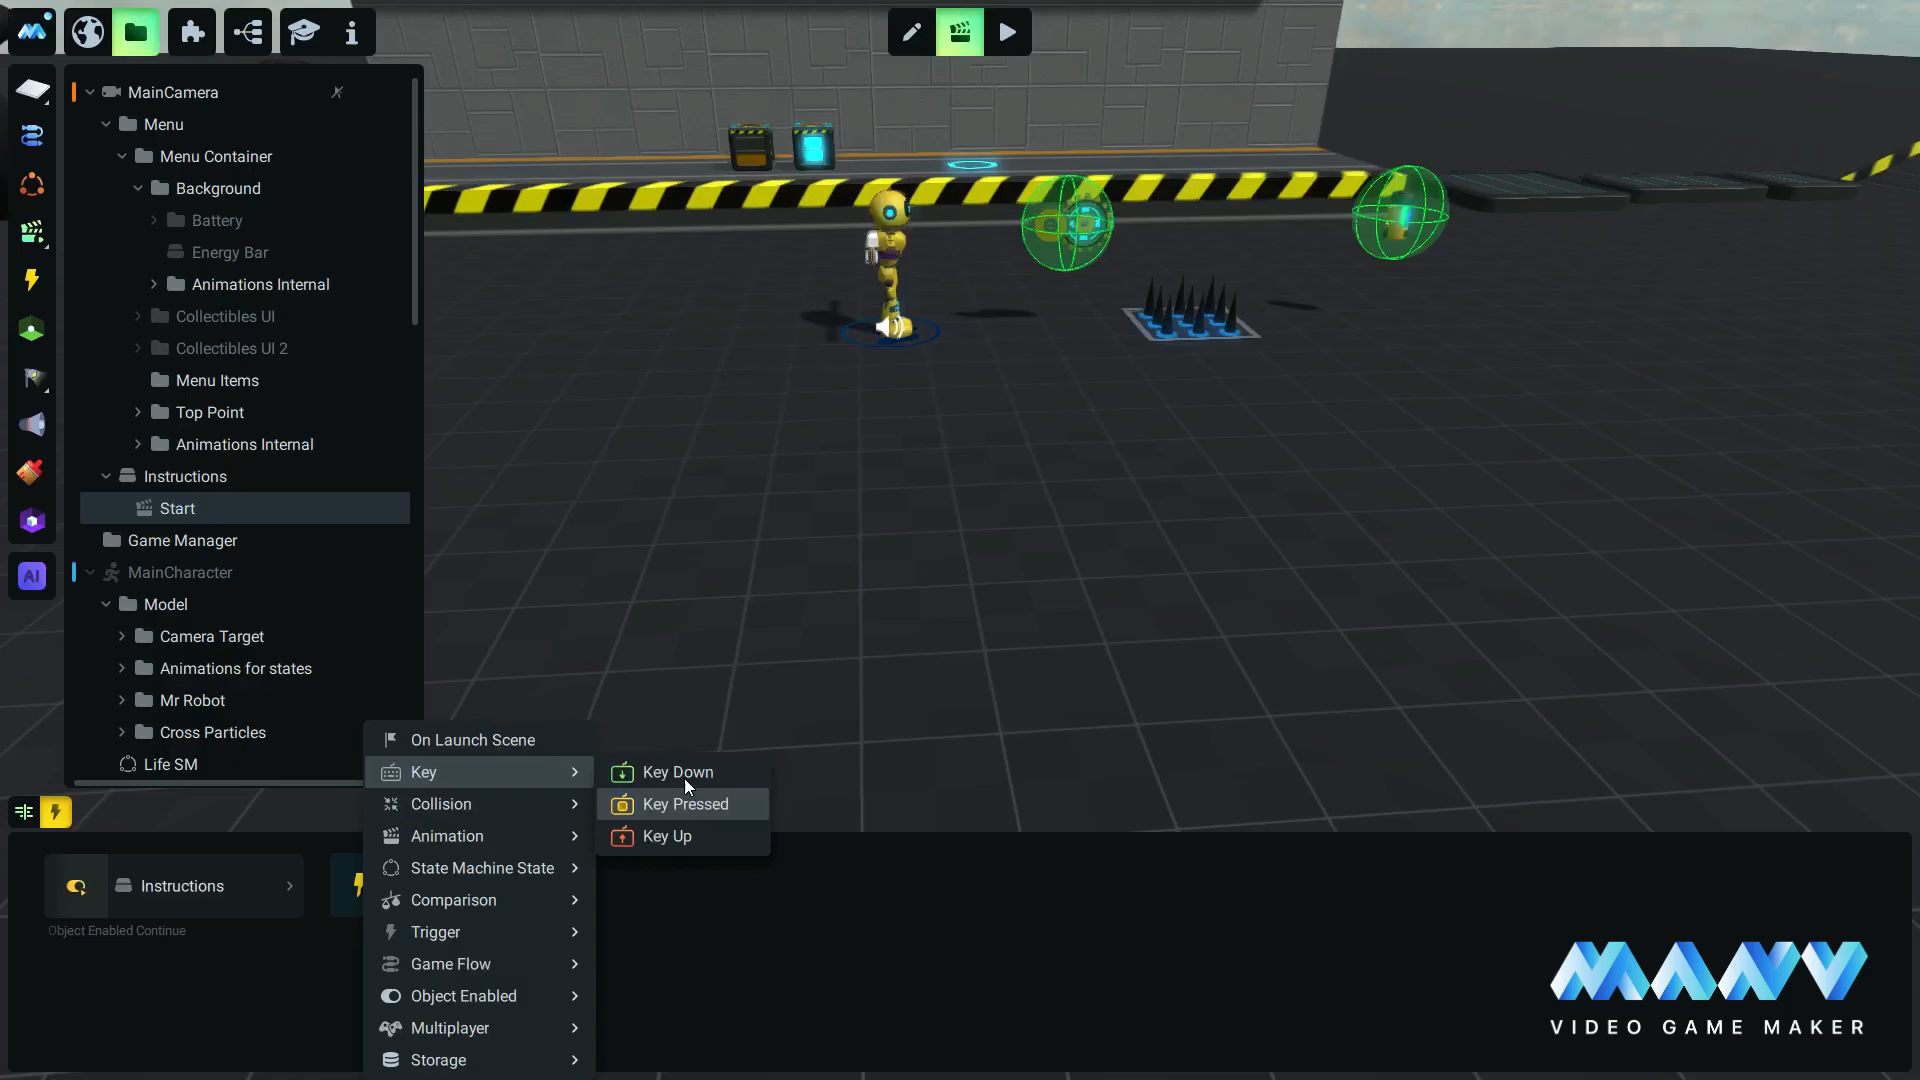 MainCamera
Menu
Menu Container
Background
Battery
Energy Bar
Animations Internal
Collectibles UI
Collectibles UI 2
Menu Items
Top Point
Animations Internal
Instructions
Start
Game Manager
MainCharacter
Model
Camera Target
Animations for states
Mr Robot
Cross Particles
Life SM
AI
On Launch Scene
Key
Collision
Animation
State Machine State
Comparison
Trigger
Game Flow
Object Enabled
Multiplayer
Storage
Key Down
Key Pressed
Key Up
Instructions
Object Enabled Continue
MANV
VIDEO GAME MAKER